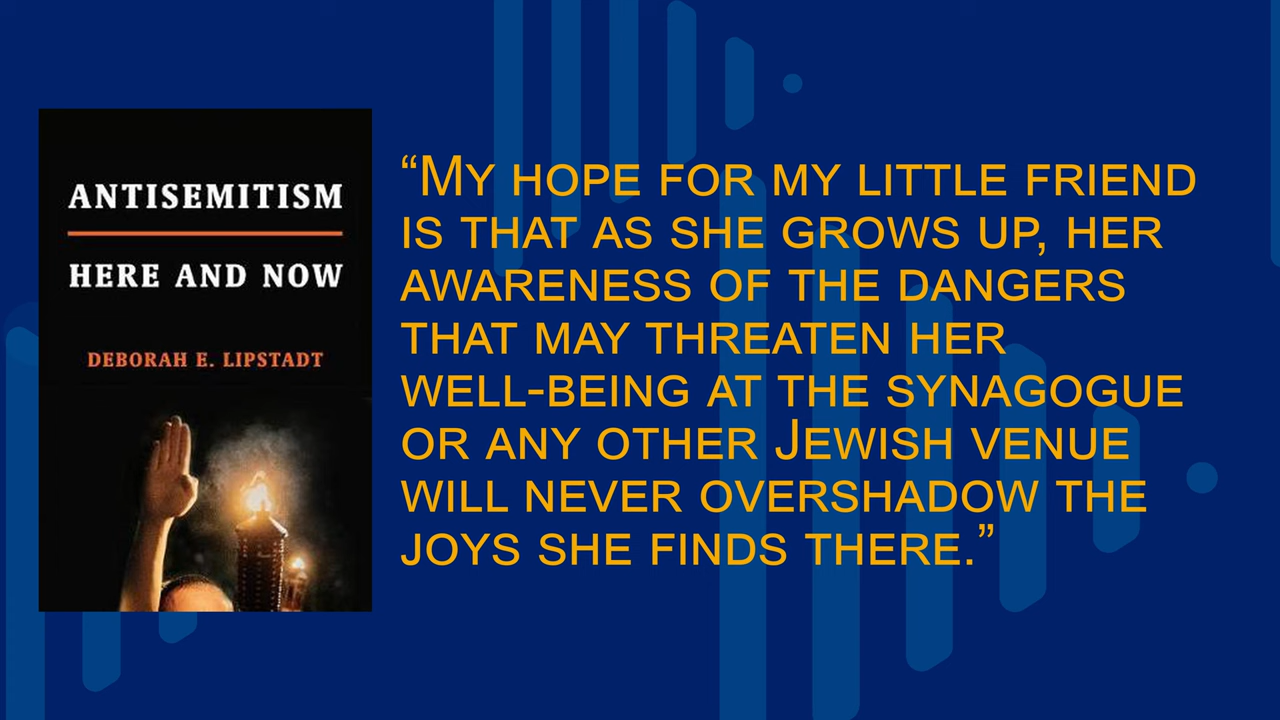 ANTISEMITISM
HERE AND NOW
DEBORAH E. LIPSTADT
“My hope for my little friend
is that as she grows up, her
awareness of the dangers
that may threaten her
well-being at the synagogue
or any other Jewish venue
will never overshadow the
joys she finds there.”